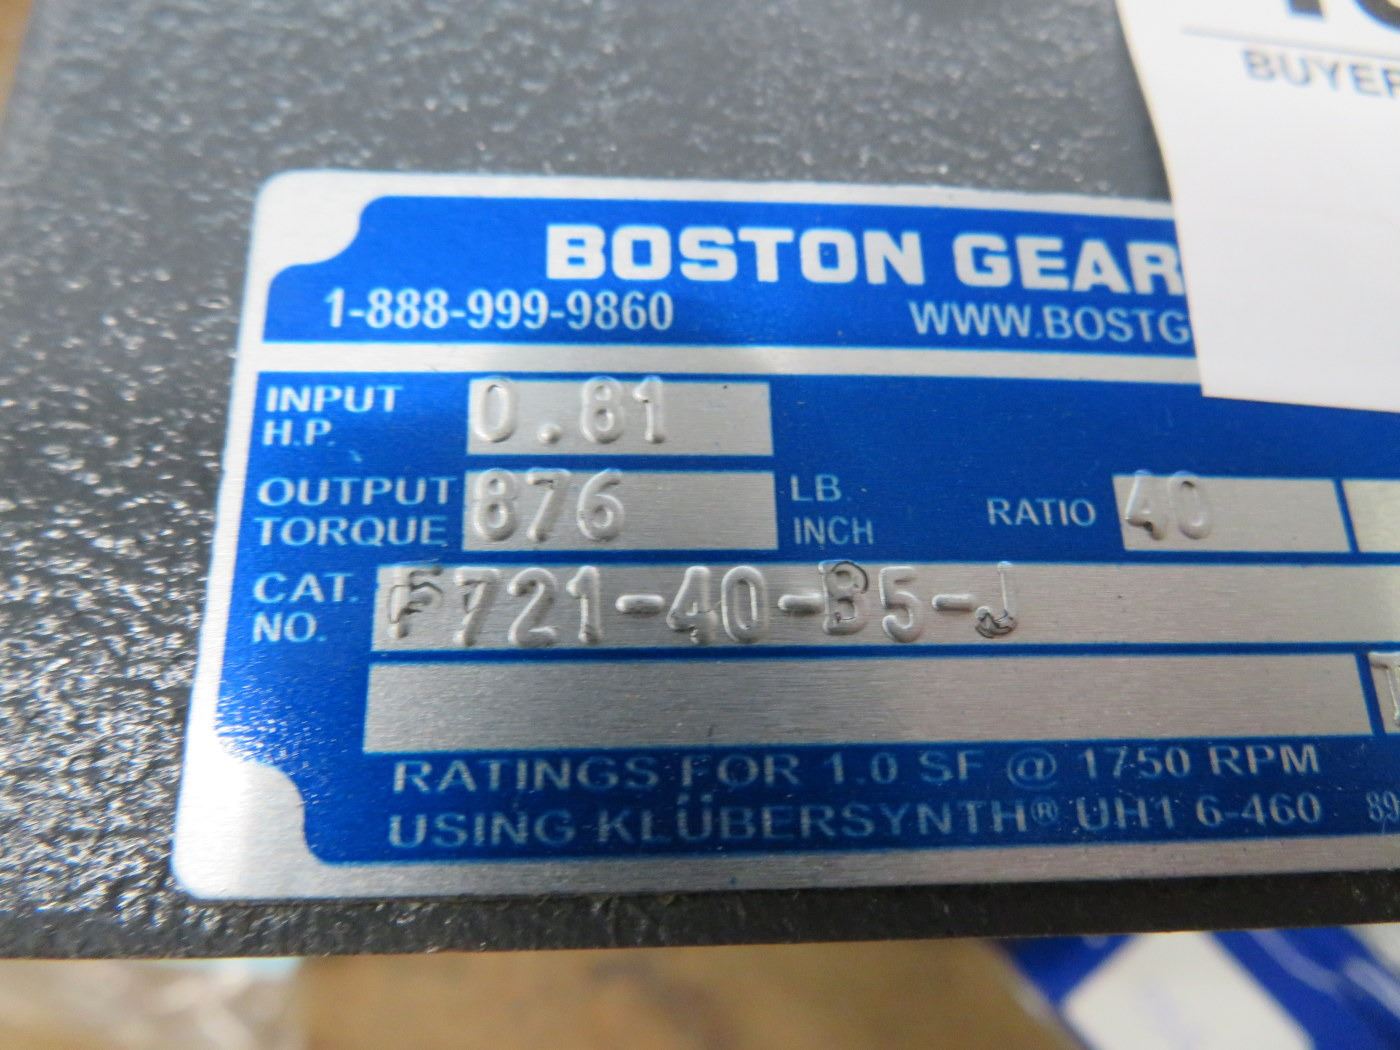 BUYER
BOSTON GEAR
1-888-999-9860 WWW.BOSTG
INPUT H.P. 0.81
OUTPUT TORQUE 876 LB. INCH RATIO 40
CAT. NO. F721-40-B5-J
RATINGS FOR 1.0 SF @ 1750 RPM
USING KLÜBERSYNTH® UH1 6-460 89